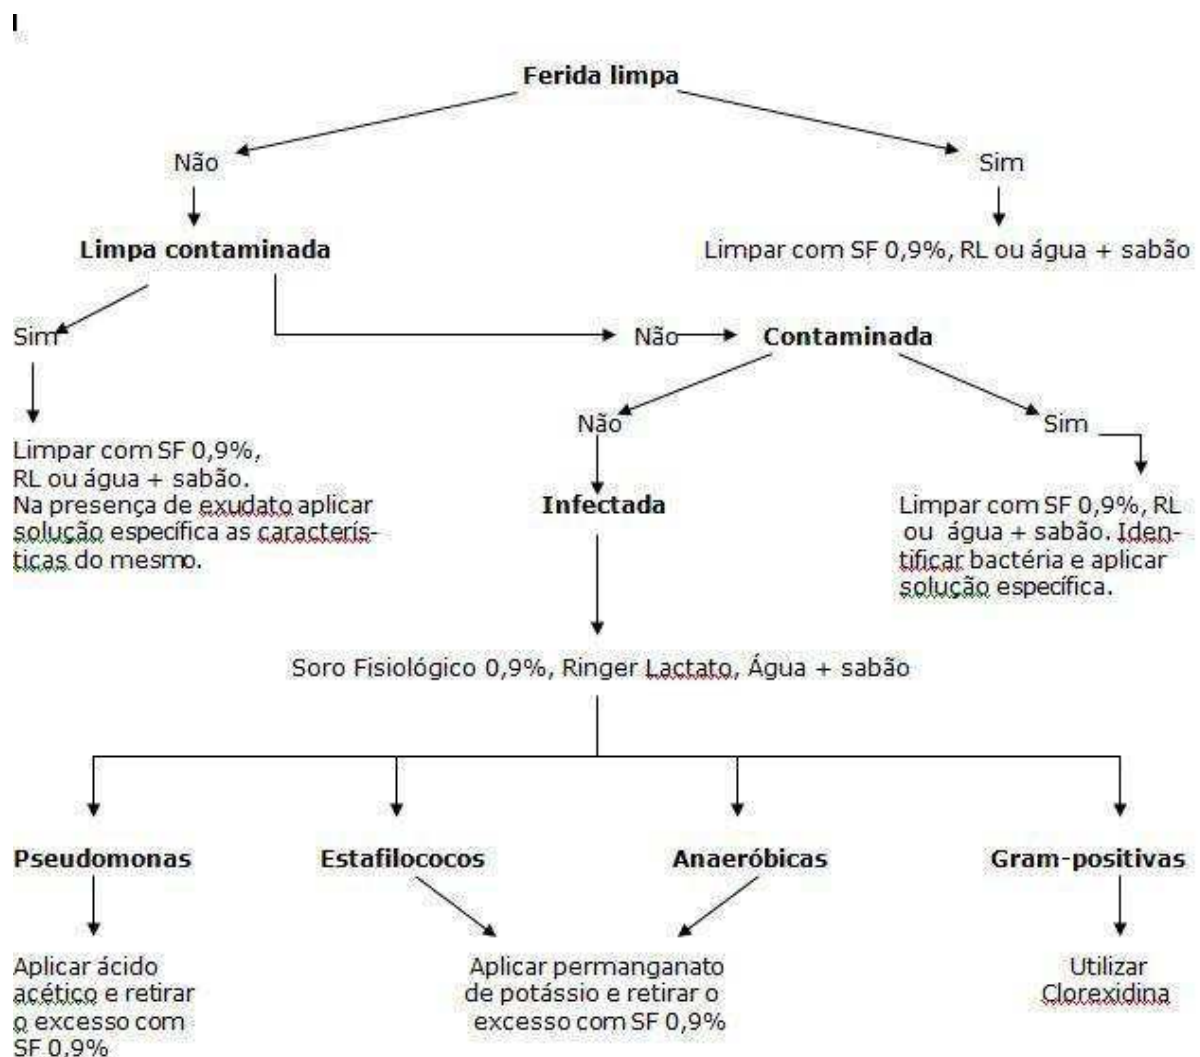 Ferida limpa
Não
Sim
Limpa contaminada
Limpar com SF 0,9%, RL ou água + sabão
Sim
Não
Contaminada
Não
Sim
Limpar com SF 0,9%,
RL ou água + sabão.
Na presença de exudato aplicar
solução específica as caracterís-
ticas do mesmo.
Infectada
Limpar com SF 0,9%, RL
ou água + sabão. Iden-
tificar bactéria e aplicar
solução específica.
Soro Fisiológico 0,9%, Ringer Lactato, Água + sabão
Pseudomonas
Estafilococos
Anaeróbicas
Gram-positivas
Aplicar ácido
acético e retirar
o excesso com
SF 0,9%
Aplicar permanganato
de potássio e retirar o
excesso com SF 0,9%
Utilizar
Clorexidina